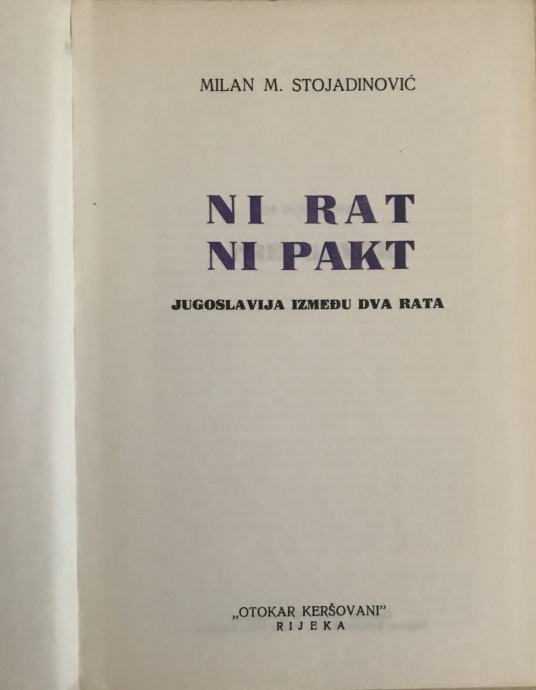 MILAN M. STOJADINOVIĆ
NI RAT
NI PAKT
JUGOSLAVIJA IZMEĐU DVA RATA
„OTOKAR KERŠOVANI”
RIJEKA